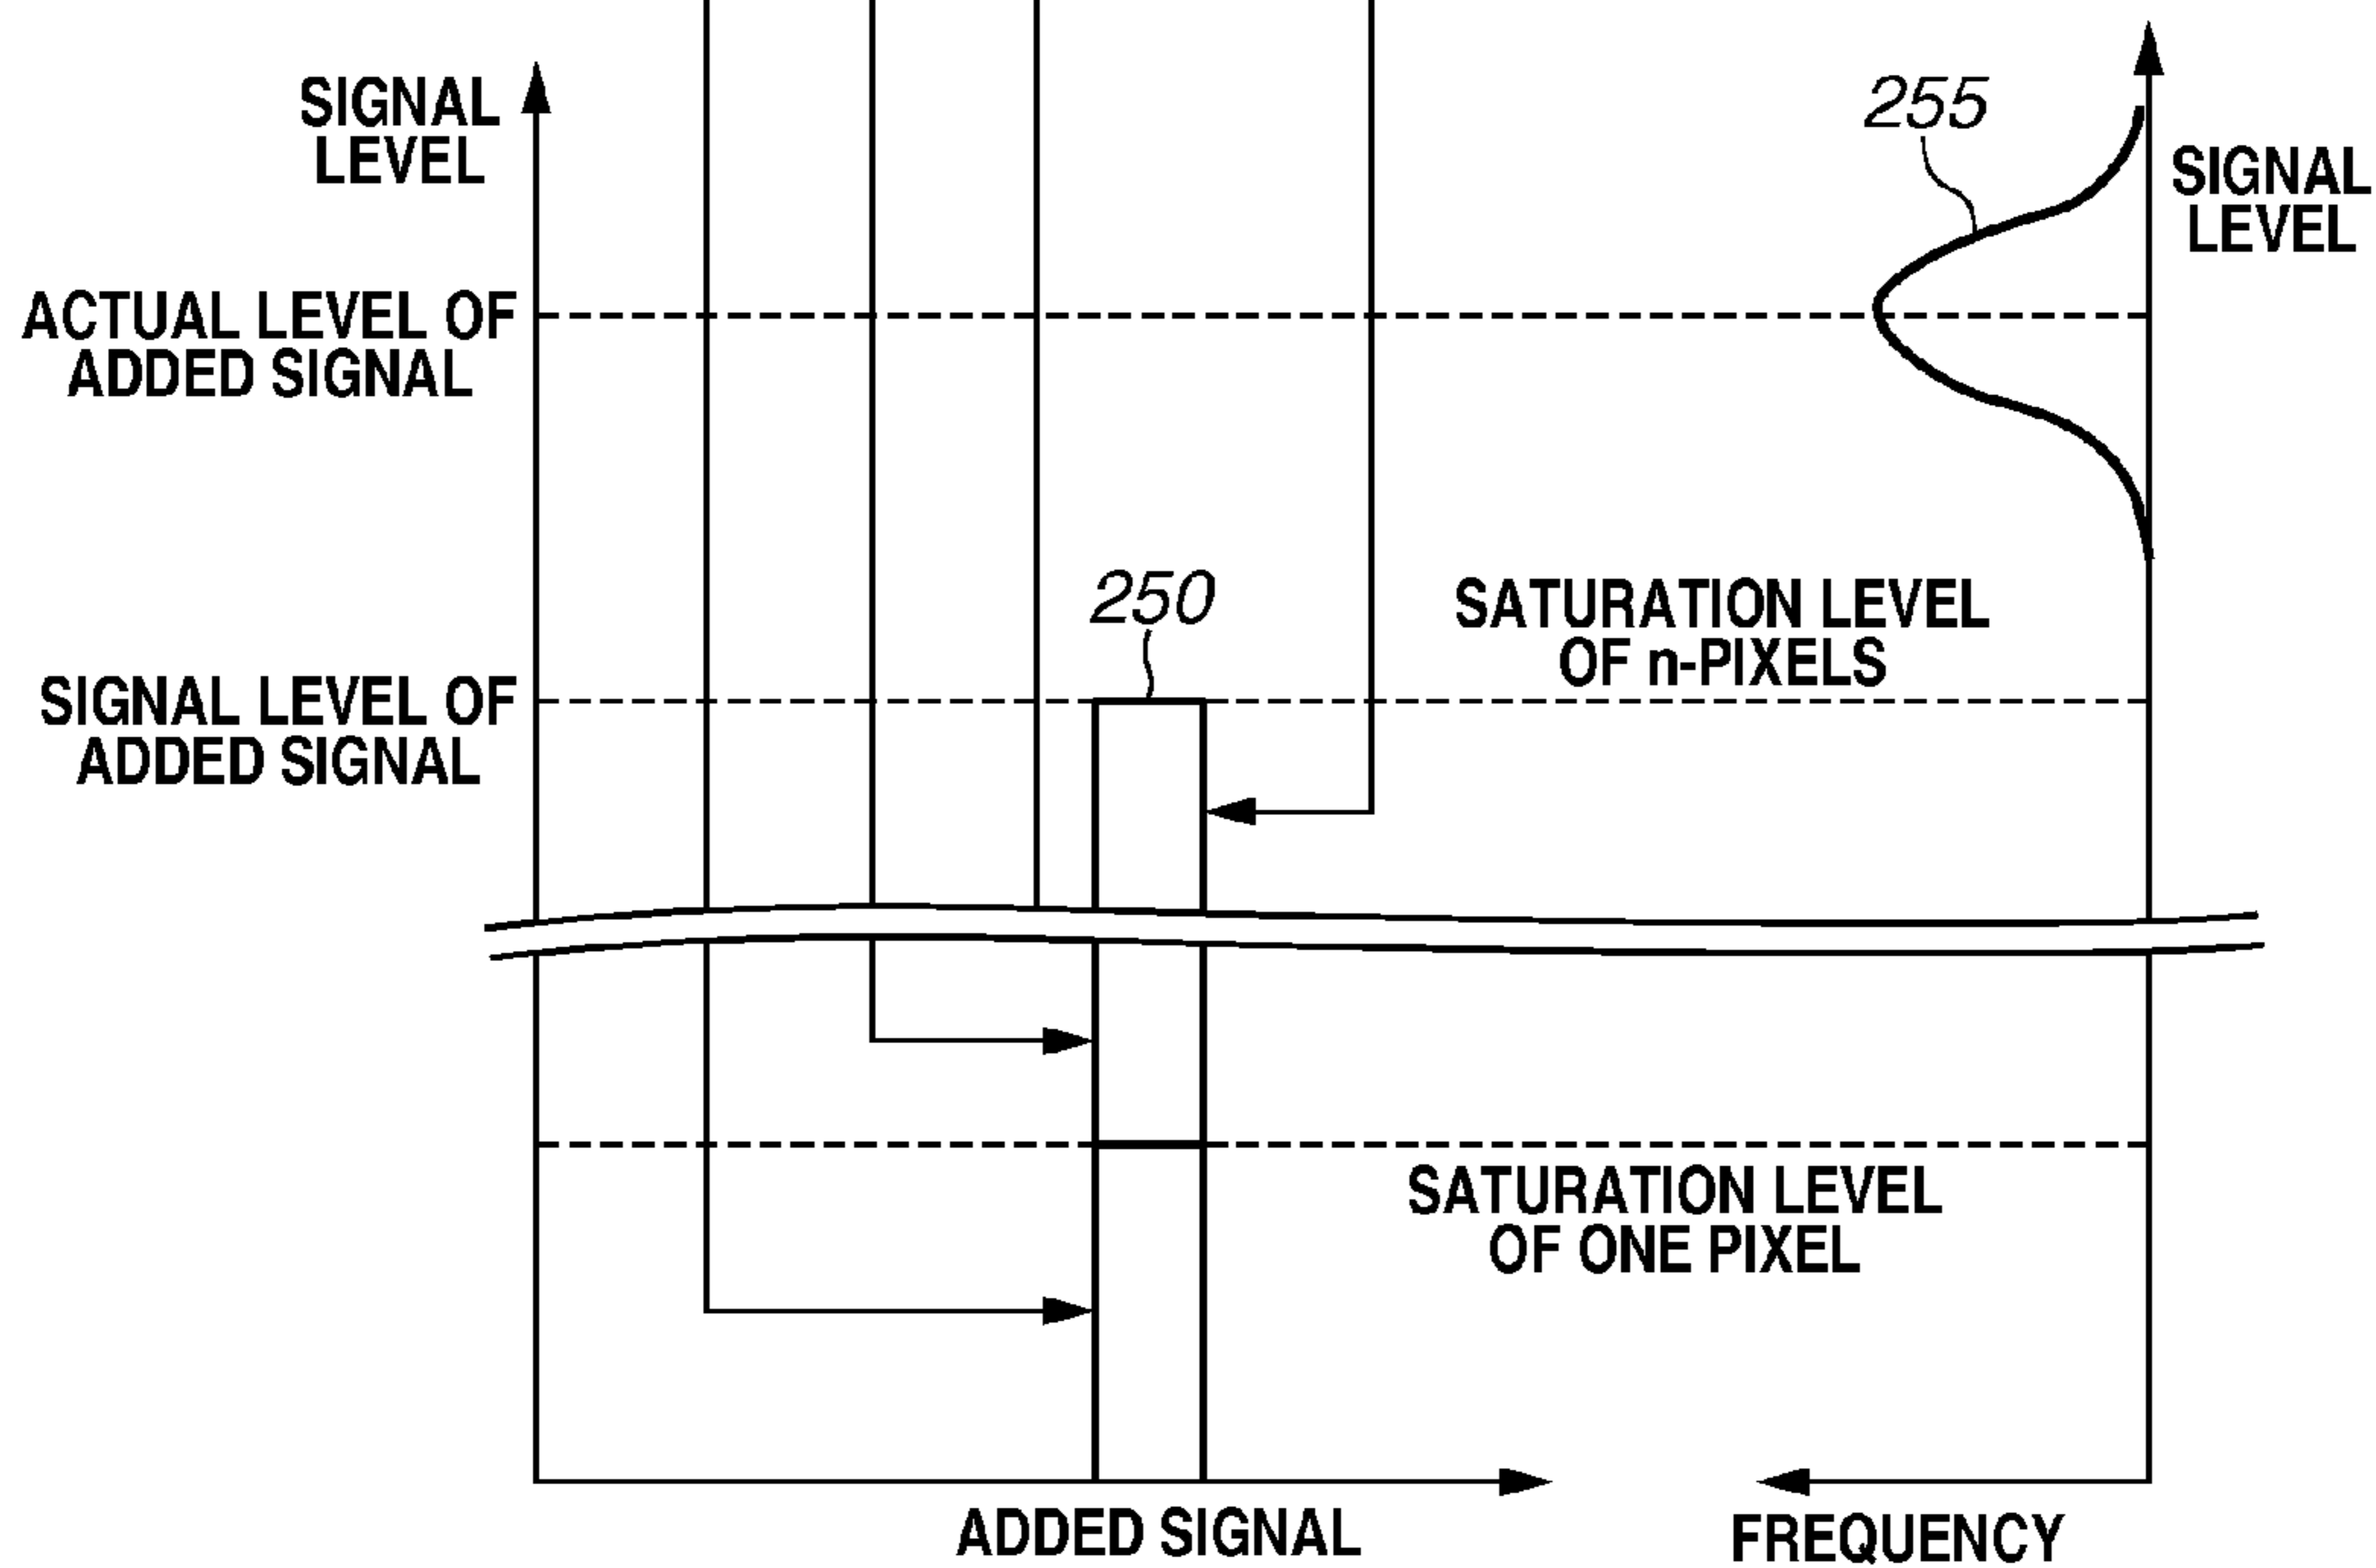 SIGNAL
LEVEL
255
SIGNAL
LEVEL
ACTUAL LEVEL OF
ADDED SIGNAL
250
SATURATION LEVEL
OF n-PIXELS
SIGNAL LEVEL OF
ADDED SIGNAL
SATURATION LEVEL
OF ONE PIXEL
ADDED SIGNAL
FREQUENCY